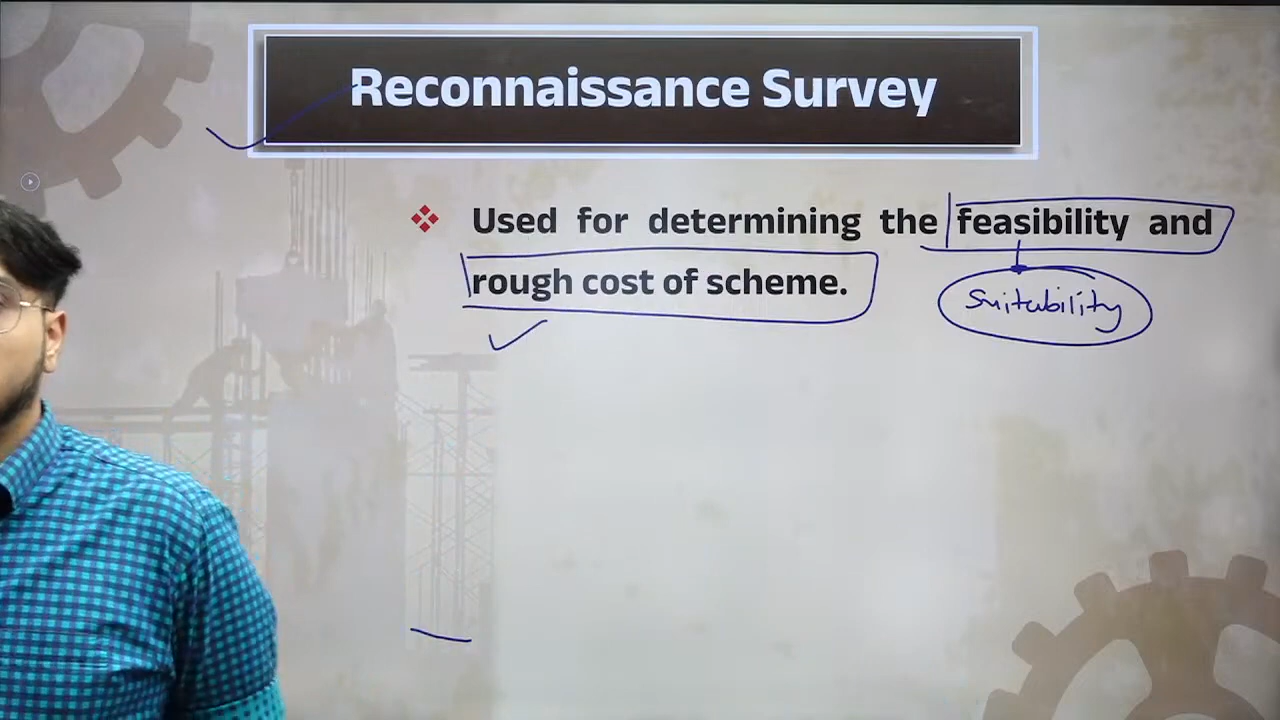 Reconnaissance Survey
Used for determining the feasibility and
rough cost of scheme.
Suitability